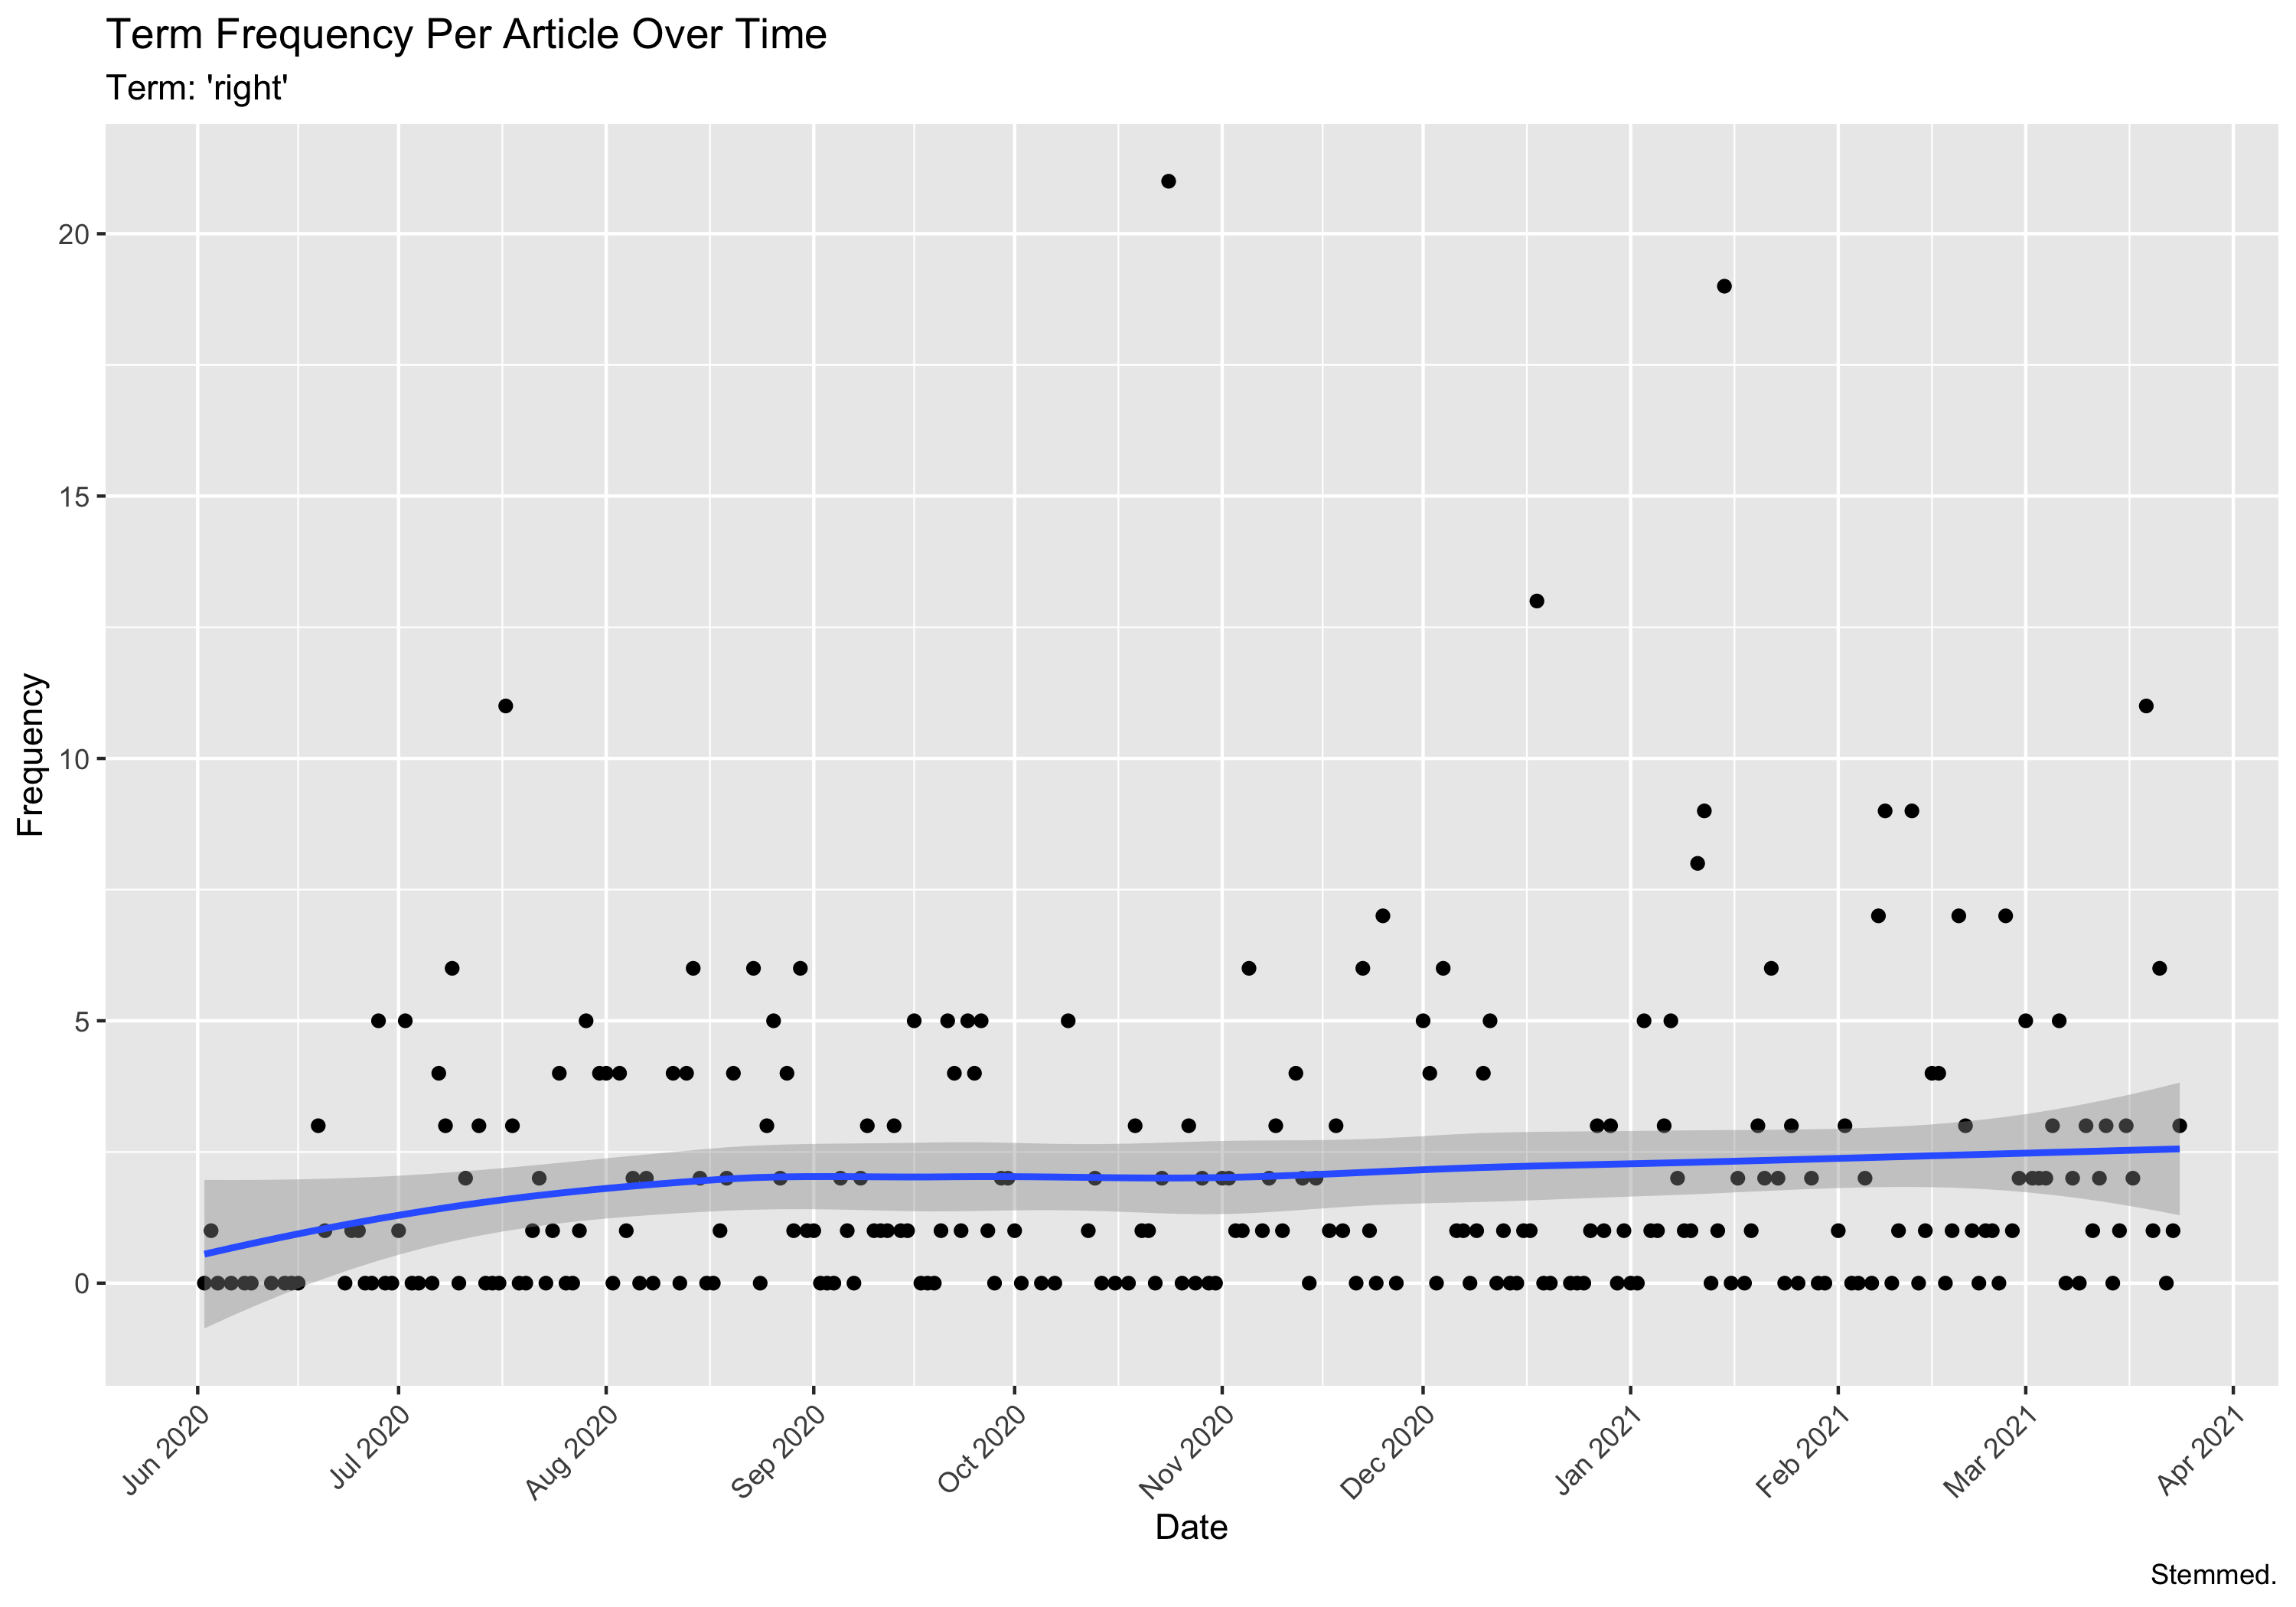 Term Frequency Per Article Over Time
Term: 'right'
Frequency
20
15
10
5
0
Jun 2020
Jul 2020
Aug 2020
Sep 2020
Oct 2020
Nov 2020
Dec 2020
Jan 2021
Feb 2021
Mar 2021
Apr 2021
Date
Stemmed.